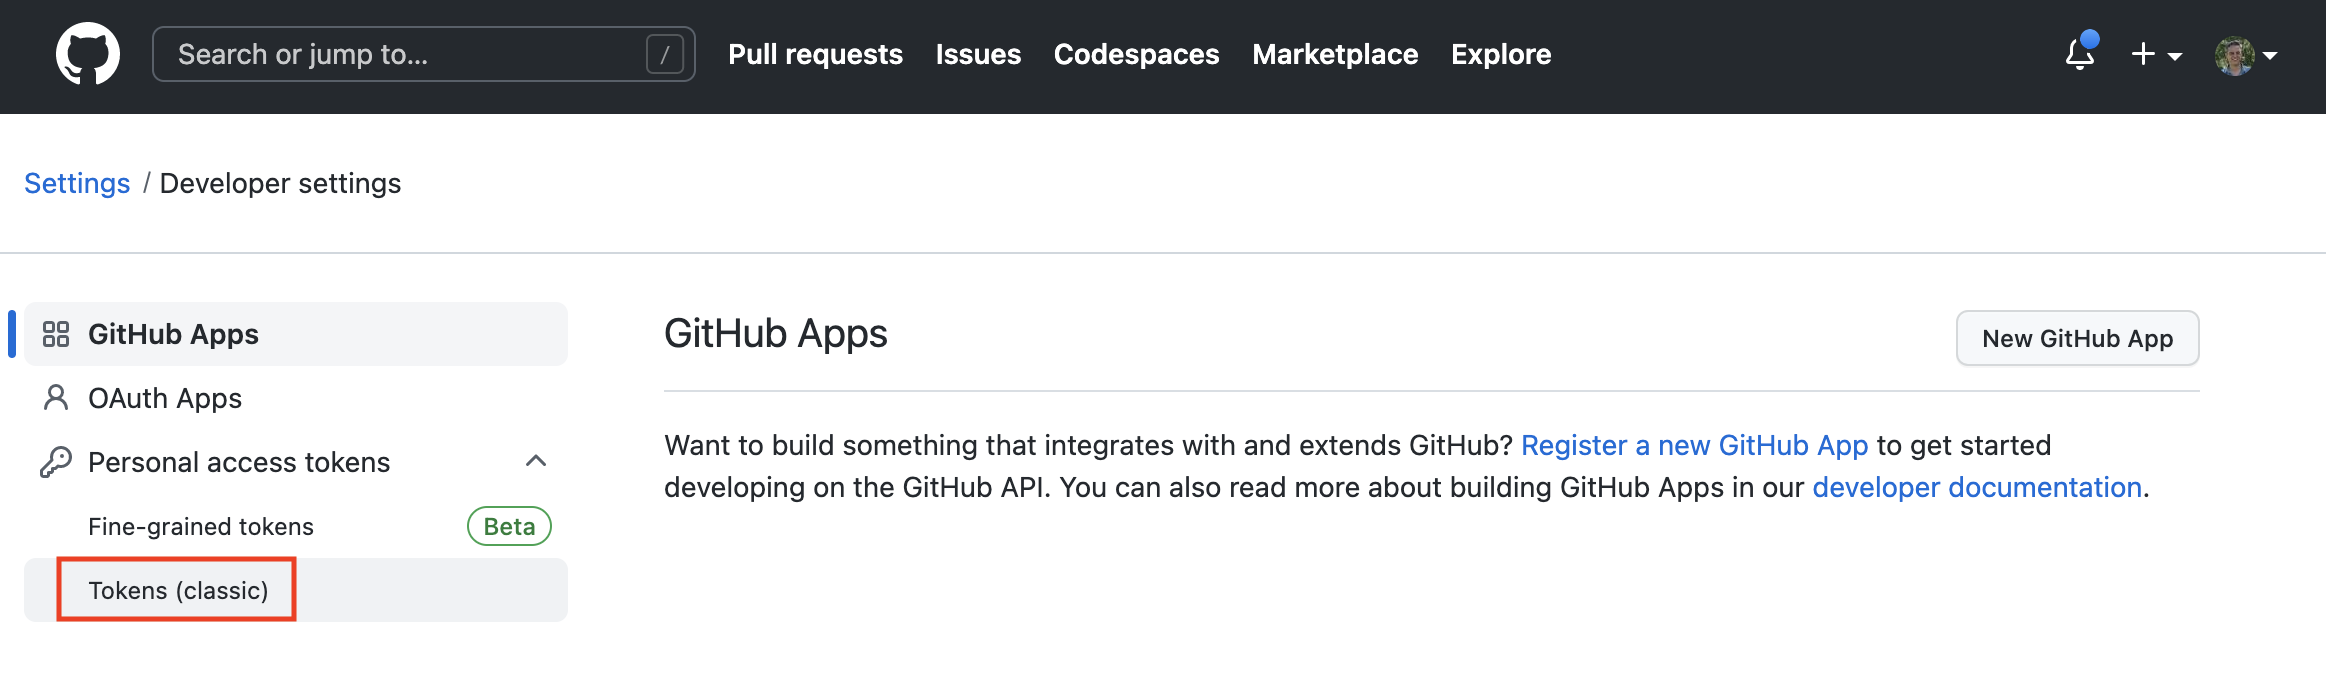 Search or jump to... /
Pull requests Issues Codespaces Marketplace Explore
Settings / Developer settings
GitHub Apps
OAuth Apps
Personal access tokens
Fine-grained tokens Beta
Tokens (classic)
GitHub Apps
New GitHub App
Want to build something that integrates with and extends GitHub? Register a new GitHub App to get started
developing on the GitHub API. You can also read more about building GitHub Apps in our developer documentation.